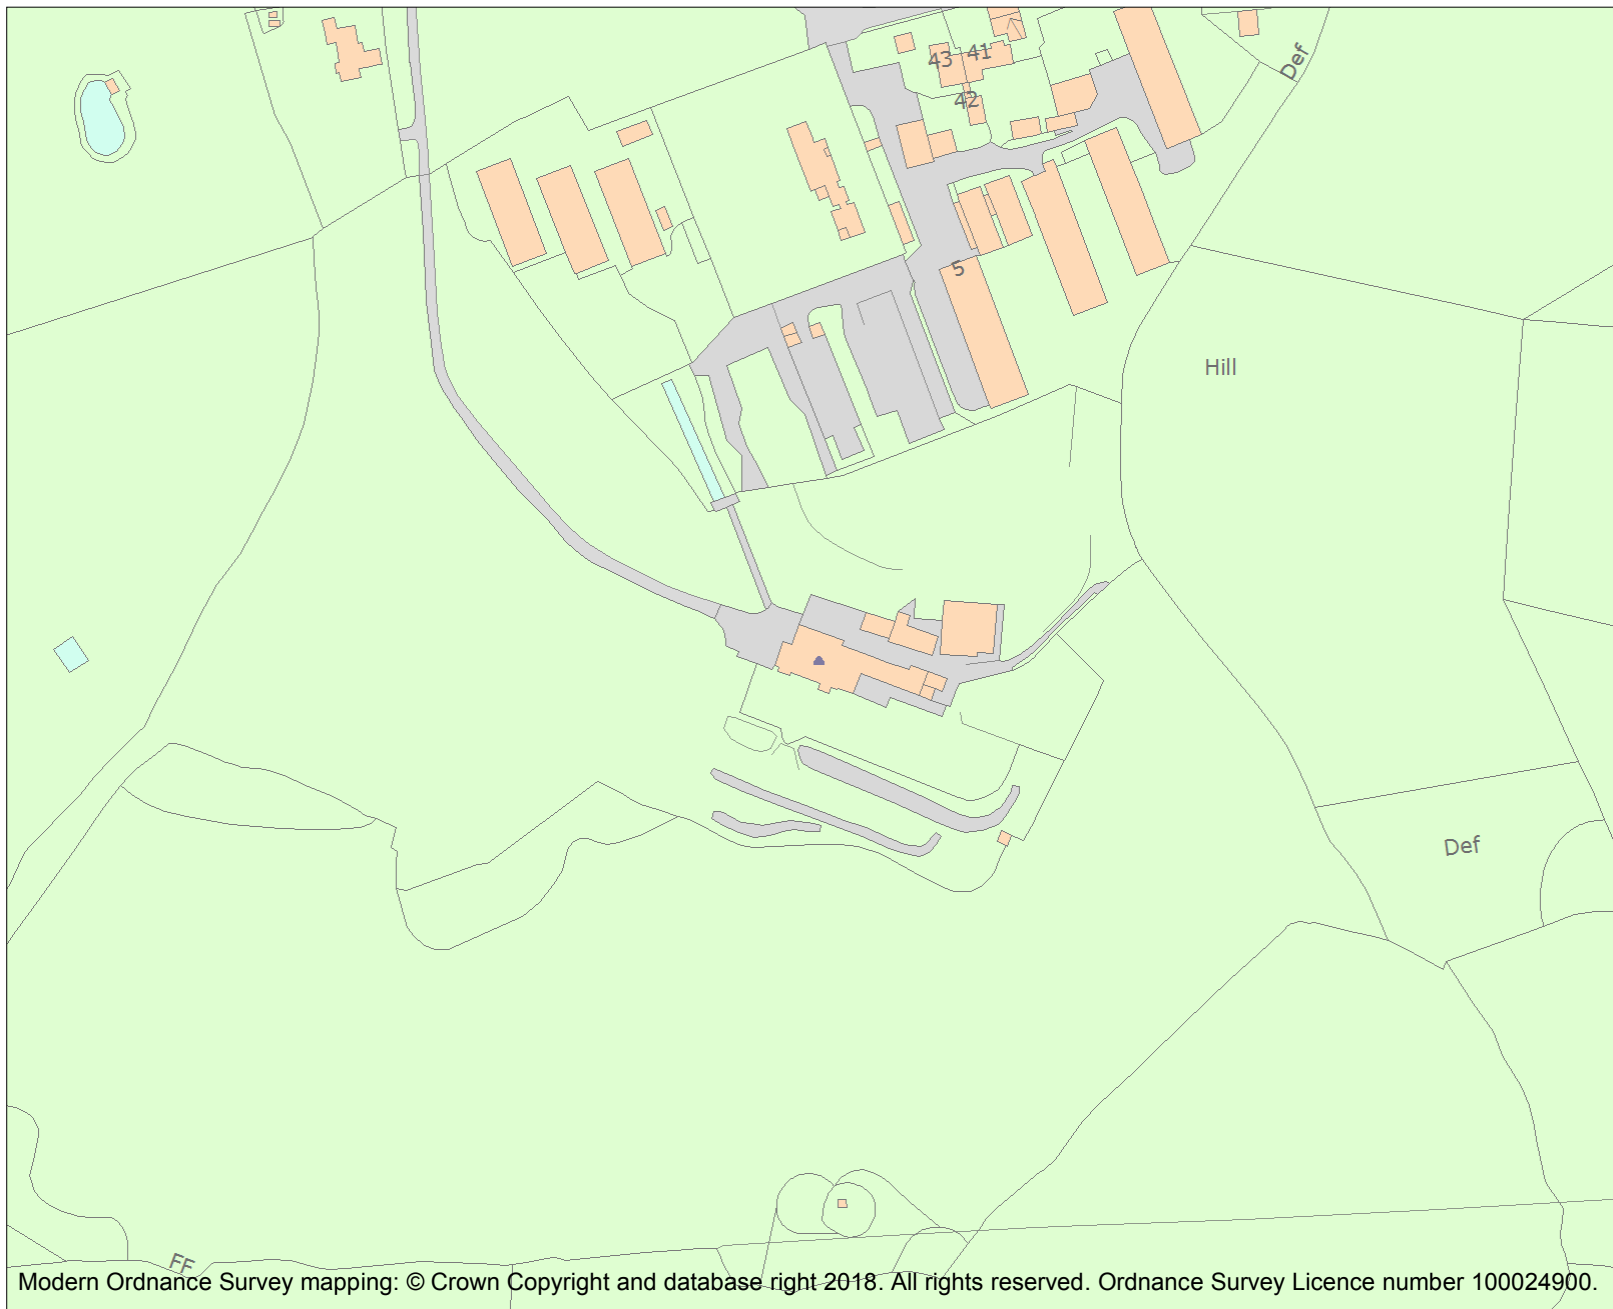 43
41
Def
42
5
Hill
Def
FF
Modern Ordnance Survey mapping: © Crown Copyright and database right 2018. All rights reserved. Ordnance Survey Licence number 100024900.